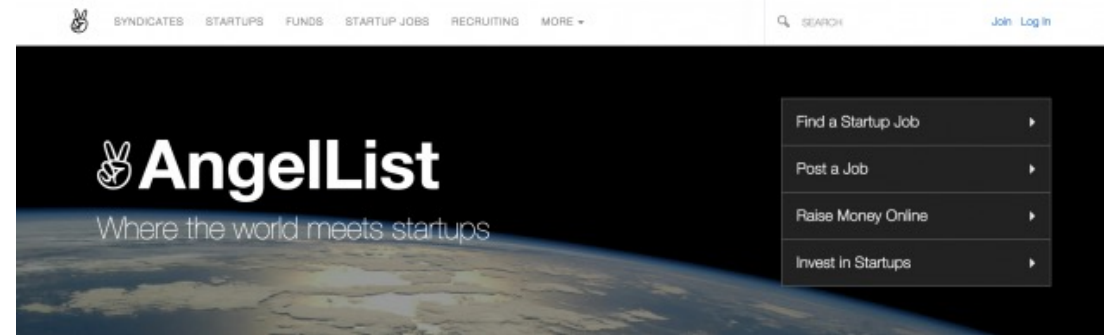 SYNDICATES STARTUPS FUNDS STARTUP JOBS RECRUITING MORE SEARCH Join Log In
AngelList
Where the world meets startups
Find a Startup Job
Post a Job
Raise Money Online
Invest in Startups